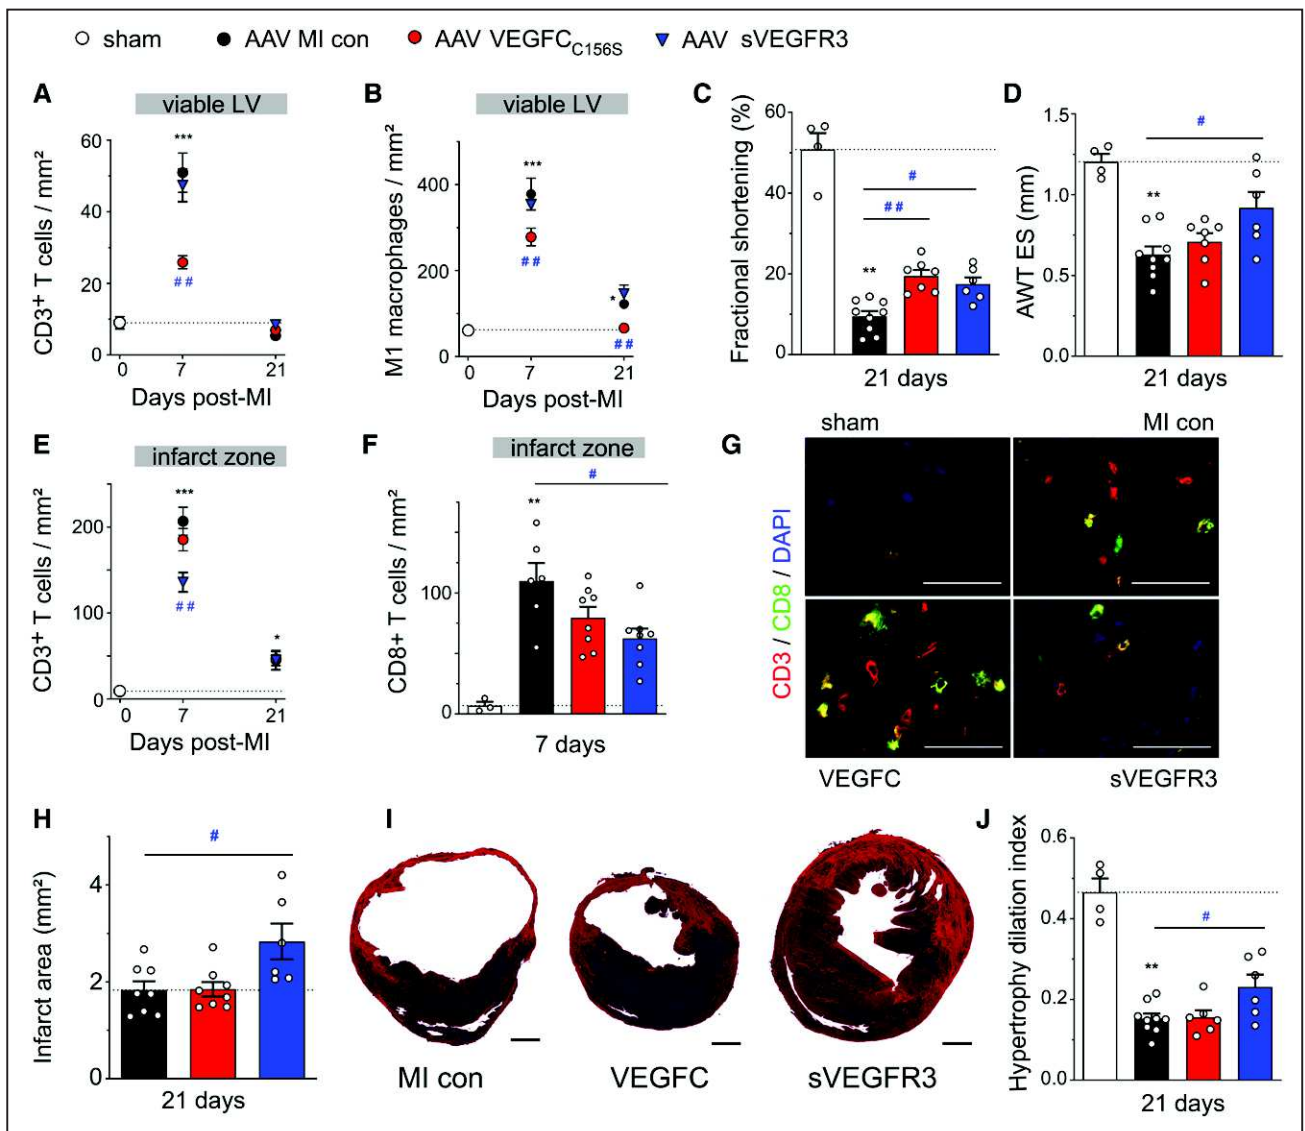 sham AAV MI con AAV VEGFC_C156S AAV sVEGFR3
A viable LV
CD3+ T cells / mm²
60
40
20
0
***
##
0 7 21
Days post-MI
B viable LV
M1 macrophages / mm²
400
200
0
***
##
*
##
0 7 21
Days post-MI
C
Fractional shortening (%)
60
40
20
0
#
##
**
21 days
D
AWT ES (mm)
1.5
1.0
0.5
0.0
#
**
21 days
E infarct zone
CD3+ T cells / mm²
200
100
0
***
##
*
0 7 21
Days post-MI
F infarct zone
CD8+ T cells / mm²
100
0
#
**
7 days
G
sham MI con
CD3 / CD8 / DAPI
VEGFC sVEGFR3
H
Infarct area (mm²)
4
2
0
#
21 days
I
MI con VEGFC sVEGFR3
J
Hypertrophy dilation index
0.6
0.4
0.2
0.0
#
**
21 days